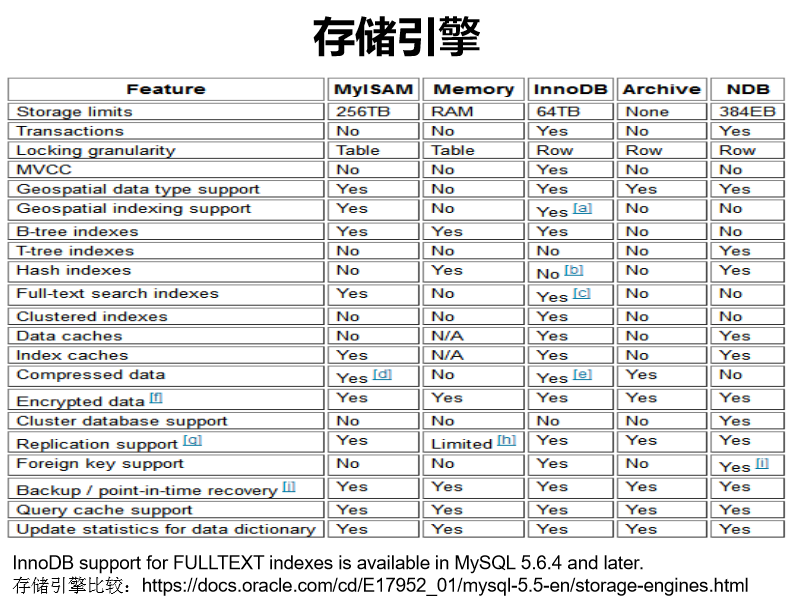 存储引擎
Feature MyISAM Memory InnoDB Archive NDB
Storage limits 256TB RAM 64TB None 384EB
Transactions No No Yes No Yes
Locking granularity Table Table Row Row Row
MVCC No No Yes No No
Geospatial data type support Yes No Yes Yes Yes
Geospatial indexing support Yes No Yes [a] No No
B-tree indexes Yes Yes Yes No No
T-tree indexes No No No No Yes
Hash indexes No Yes No [b] No Yes
Full-text search indexes Yes No Yes [c] No No
Clustered indexes No No Yes No No
Data caches No N/A Yes No Yes
Index caches Yes N/A Yes No Yes
Compressed data Yes [d] No Yes [e] Yes No
Encrypted data [f] Yes Yes Yes Yes Yes
Cluster database support No No No No Yes
Replication support [g] Yes Limited [h] Yes Yes Yes
Foreign key support No No Yes No Yes [i]
Backup / point-in-time recovery [j] Yes Yes Yes Yes Yes
Query cache support Yes Yes Yes Yes Yes
Update statistics for data dictionary Yes Yes Yes Yes Yes
InnoDB support for FULLTEXT indexes is available in MySQL 5.6.4 and later.
存储引擎比较：https://docs.oracle.com/cd/E17952_01/mysql-5.5-en/storage-engines.html